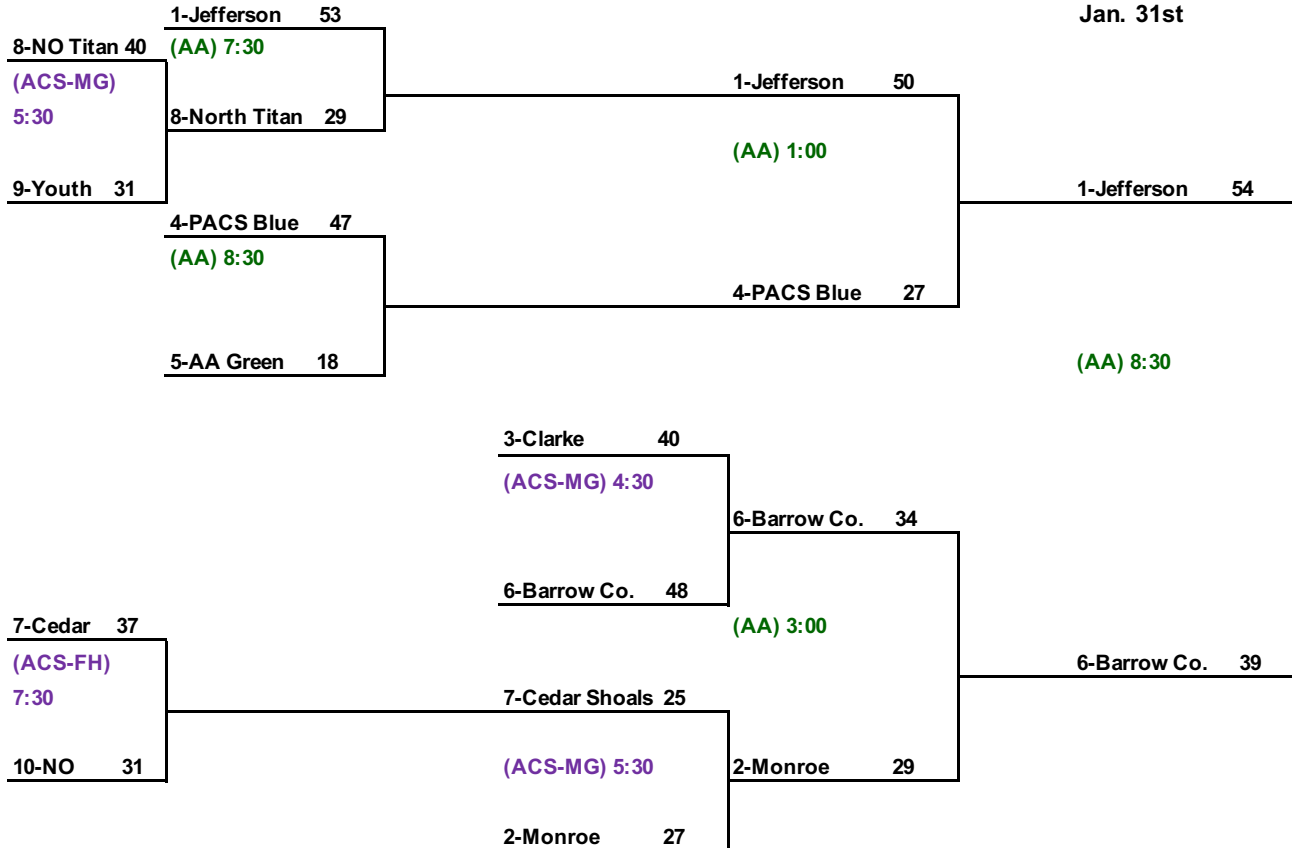 1-Jefferson 53
Jan. 31st
8-NO Titan 40
(AA) 7:30
(ACS-MG)
5:30
1-Jefferson 50
8-North Titan 29
(AA) 1:00
9-Youth 31
1-Jefferson 54
4-PACS Blue 47
(AA) 8:30
4-PACS Blue 27
5-AA Green 18
(AA) 8:30
3-Clarke 40
(ACS-MG) 4:30
6-Barrow Co. 34
6-Barrow Co. 48
7-Cedar 37
(AA) 3:00
(ACS-FH)
7:30
6-Barrow Co. 39
7-Cedar Shoals 25
10-NO 31
(ACS-MG) 5:30
2-Monroe 29
2-Monroe 27